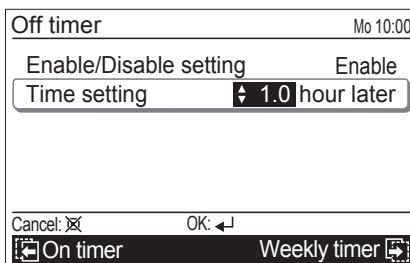 Off timer Mo 10:00
Enable/Disable setting Enable
Time setting 1.0 hour later
Cancel: OK:
On timer Weekly timer